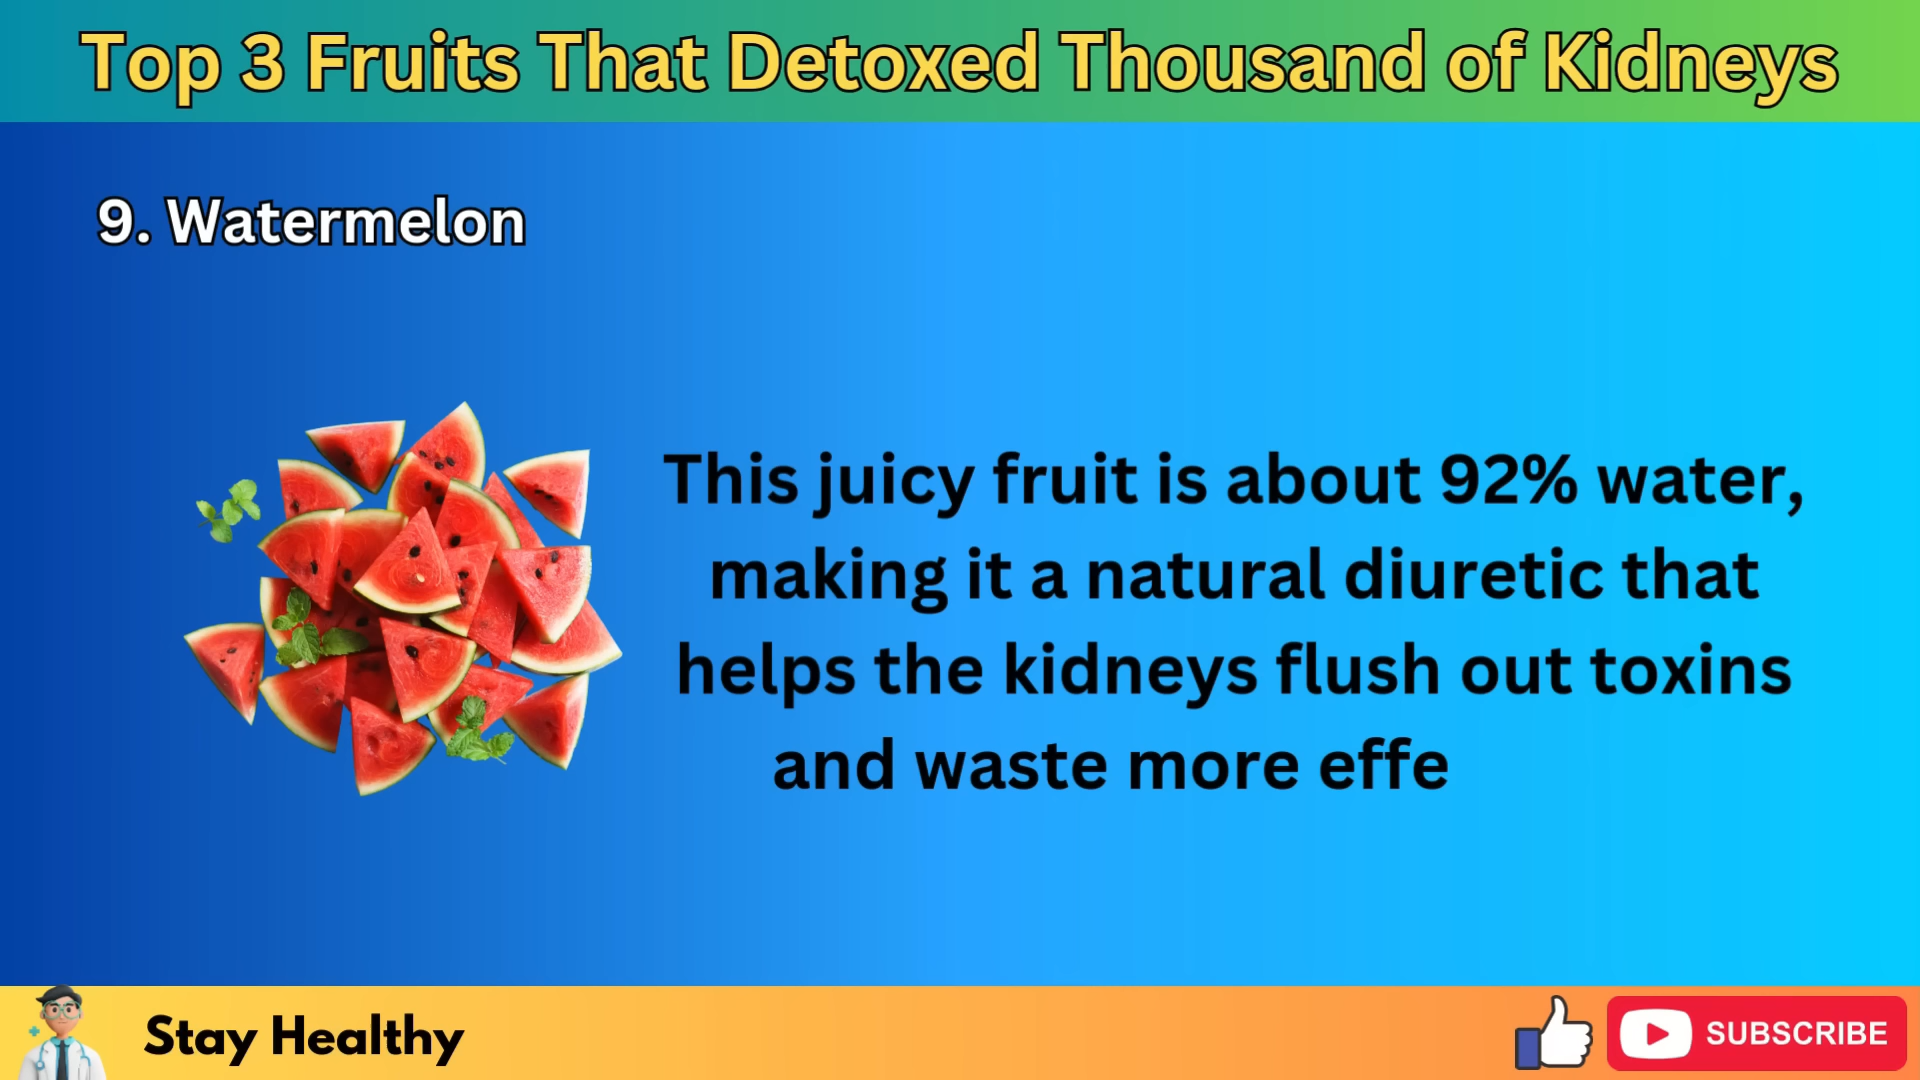 Top 3 Fruits That Detoxed Thousand of Kidneys
9. Watermelon
This juicy fruit is about 92% water,
making it a natural diuretic that
helps the kidneys flush out toxins
and waste more effe
Stay Healthy
SUBSCRIBE